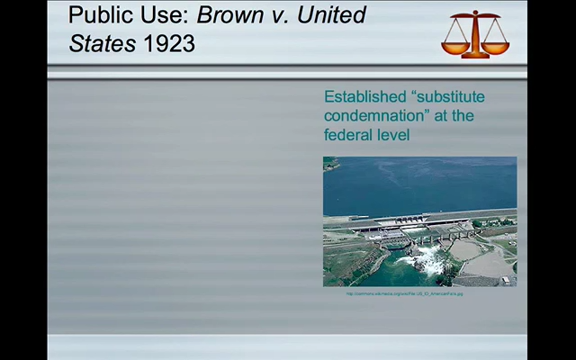 Public Use: Brown v. United
States 1923
Established “substitute
condemnation” at the
federal level